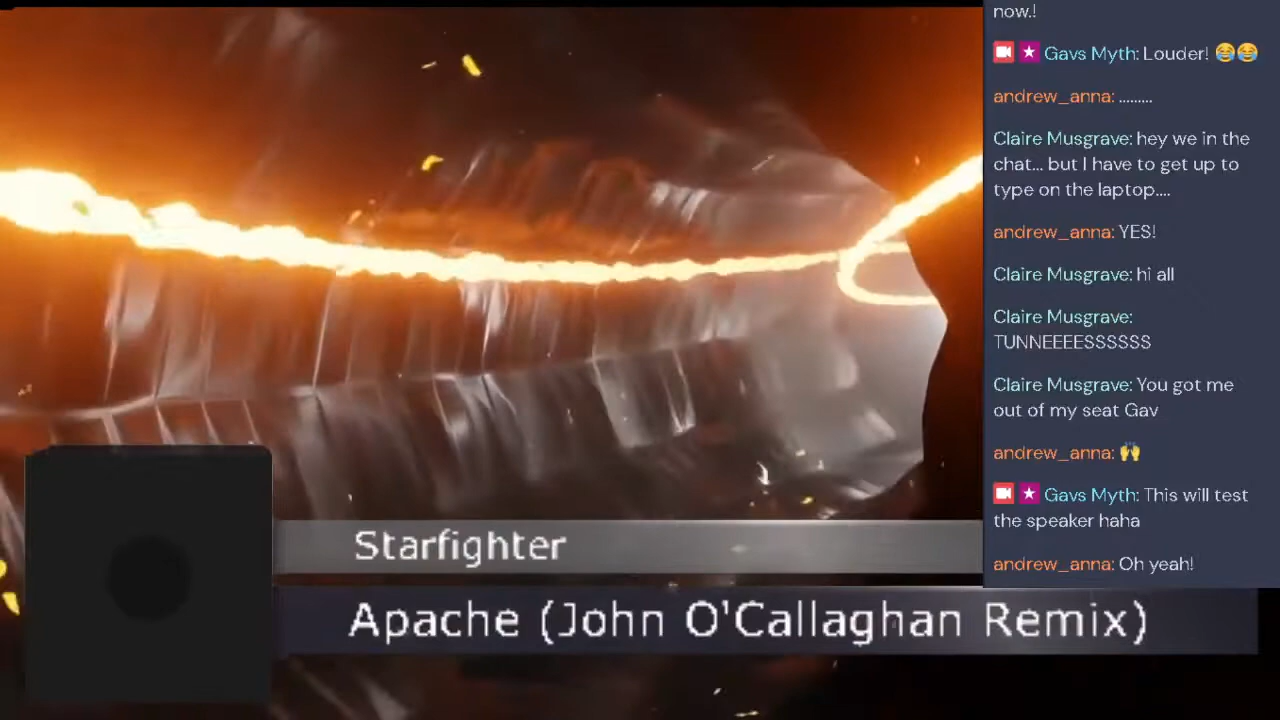 now.!
Gavs Myth: Louder! 😂😂
andrew_anna: .........
Claire Musgrave: hey we in the
chat... but I have to get up to
type on the laptop....
andrew_anna: YES!
Claire Musgrave: hi all
Claire Musgrave:
TUNNEEEESSSSSS
Claire Musgrave: You got me
out of my seat Gav
andrew_anna: 🙌
Gavs Myth: This will test
the speaker haha
andrew_anna: Oh yeah!
Starfighter
Apache (John O'Callaghan Remix)